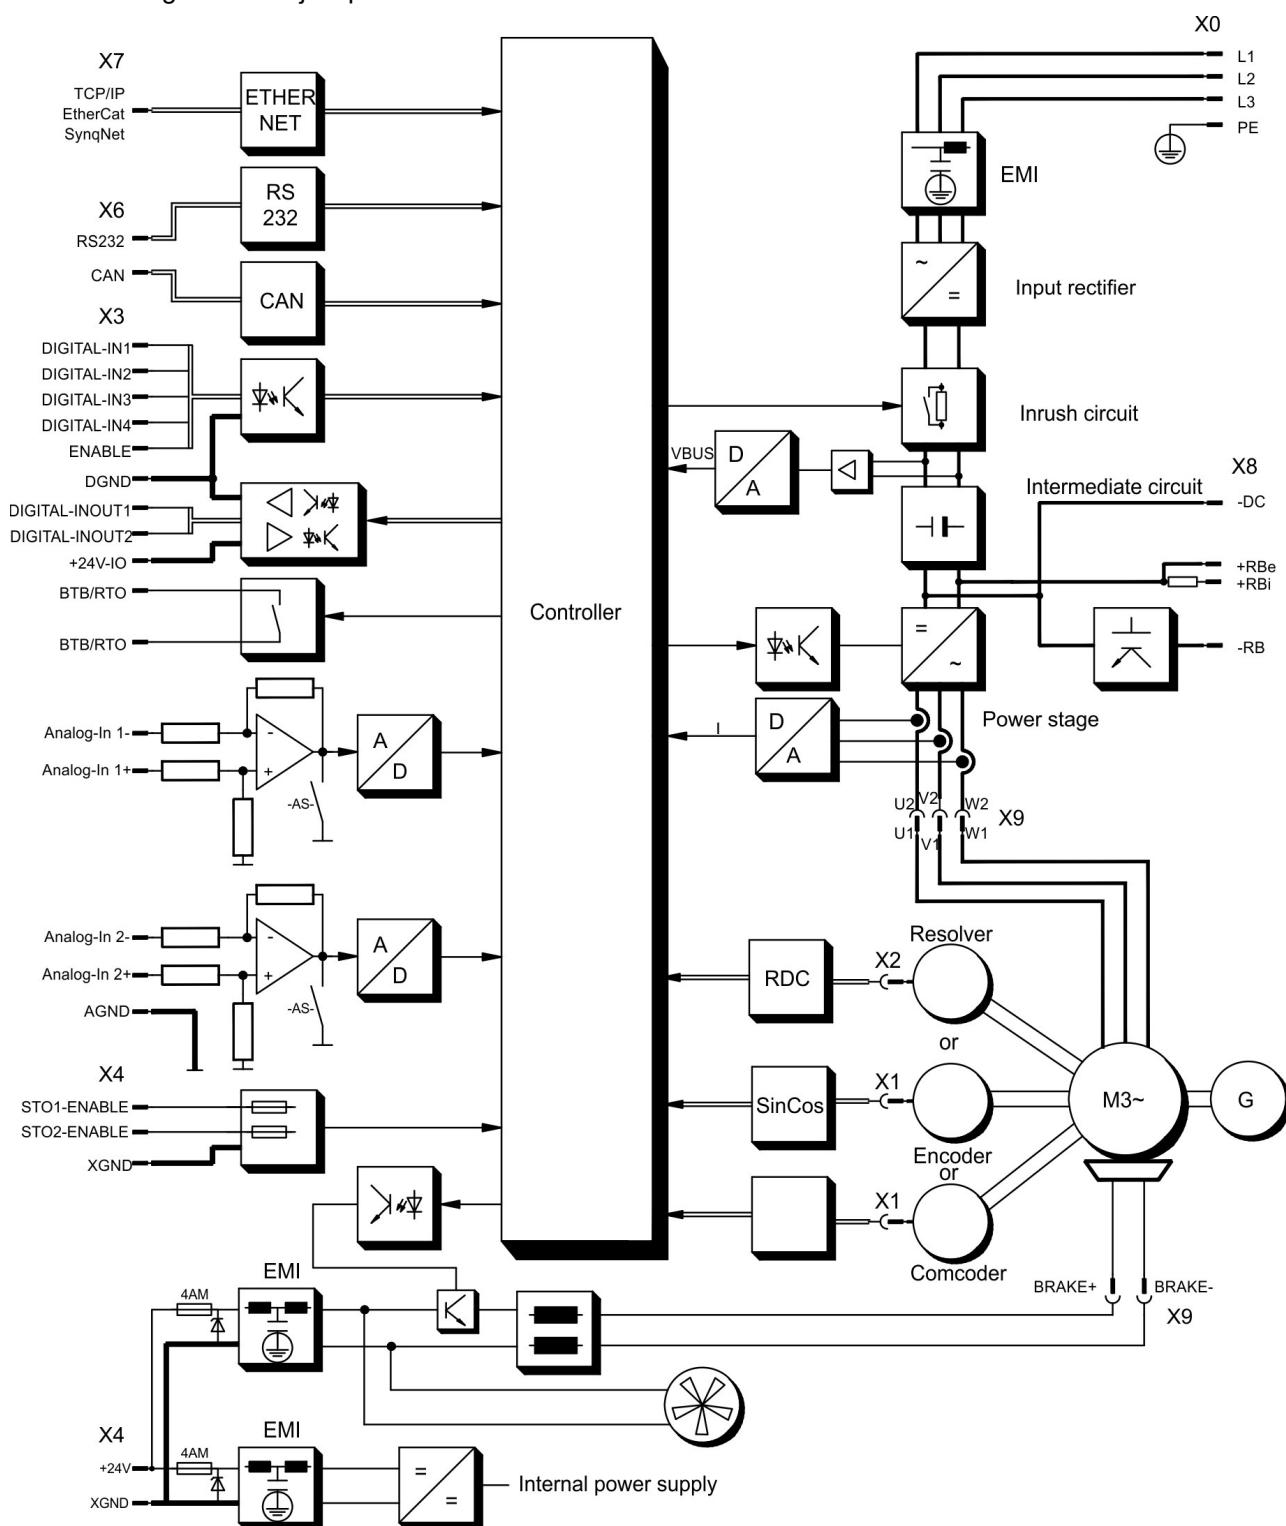 X7
TCP/IP
EtherCat
SynqNet
ETHER
NET
X6
RS232
RS
232
CAN
CAN
X3
DIGITAL-IN1
DIGITAL-IN2
DIGITAL-IN3
DIGITAL-IN4
ENABLE
DGND
DIGITAL-INOUT1
DIGITAL-INOUT2
+24V-IO
BTB/RTO
BTB/RTO
Analog-In 1-
Analog-In 1+
-
+
-AS-
A
D
Analog-In 2-
Analog-In 2+
-
+
-AS-
A
D
AGND
X4
STO1-ENABLE
STO2-ENABLE
XGND
EMI
4AM
X4
EMI
4AM
+24V
XGND
=
=
Internal power supply
Controller
X0
L1
L2
L3
PE
EMI
~
=
Input rectifier
Inrush circuit
VBUS
D
A
X8
Intermediate circuit
-DC
+RBe
+RBi
-RB
=
~
Power stage
I
D
A
U2
V2
W2
X9
U1
V1
W1
Resolver
X2
RDC
or
X1
SinCos
Encoder
or
X1
Comcoder
M3~
G
BRAKE+
BRAKE-
X9